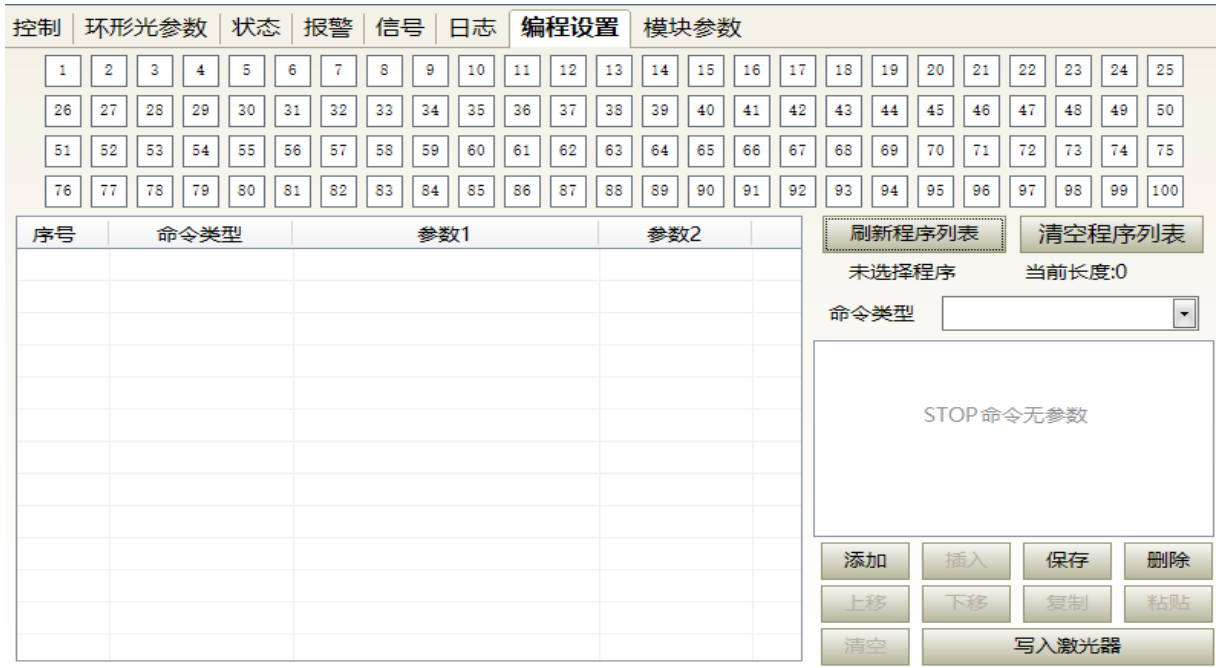 控制 环形光参数 状态 报警 信号 日志 编程设置 模块参数
1 2 3 4 5 6 7 8 9 10 11 12 13 14 15 16 17 18 19 20 21 22 23 24 25
26 27 28 29 30 31 32 33 34 35 36 37 38 39 40 41 42 43 44 45 46 47 48 49 50
51 52 53 54 55 56 57 58 59 60 61 62 63 64 65 66 67 68 69 70 71 72 73 74 75
76 77 78 79 80 81 82 83 84 85 86 87 88 89 90 91 92 93 94 95 96 97 98 99 100
序号 命令类型 参数1 参数2 刷新程序列表 清空程序列表
未选择程序 当前长度:0
命令类型
STOP命令无参数
添加 插入 保存 删除
上移 下移 复制 粘贴
清空 写入激光器